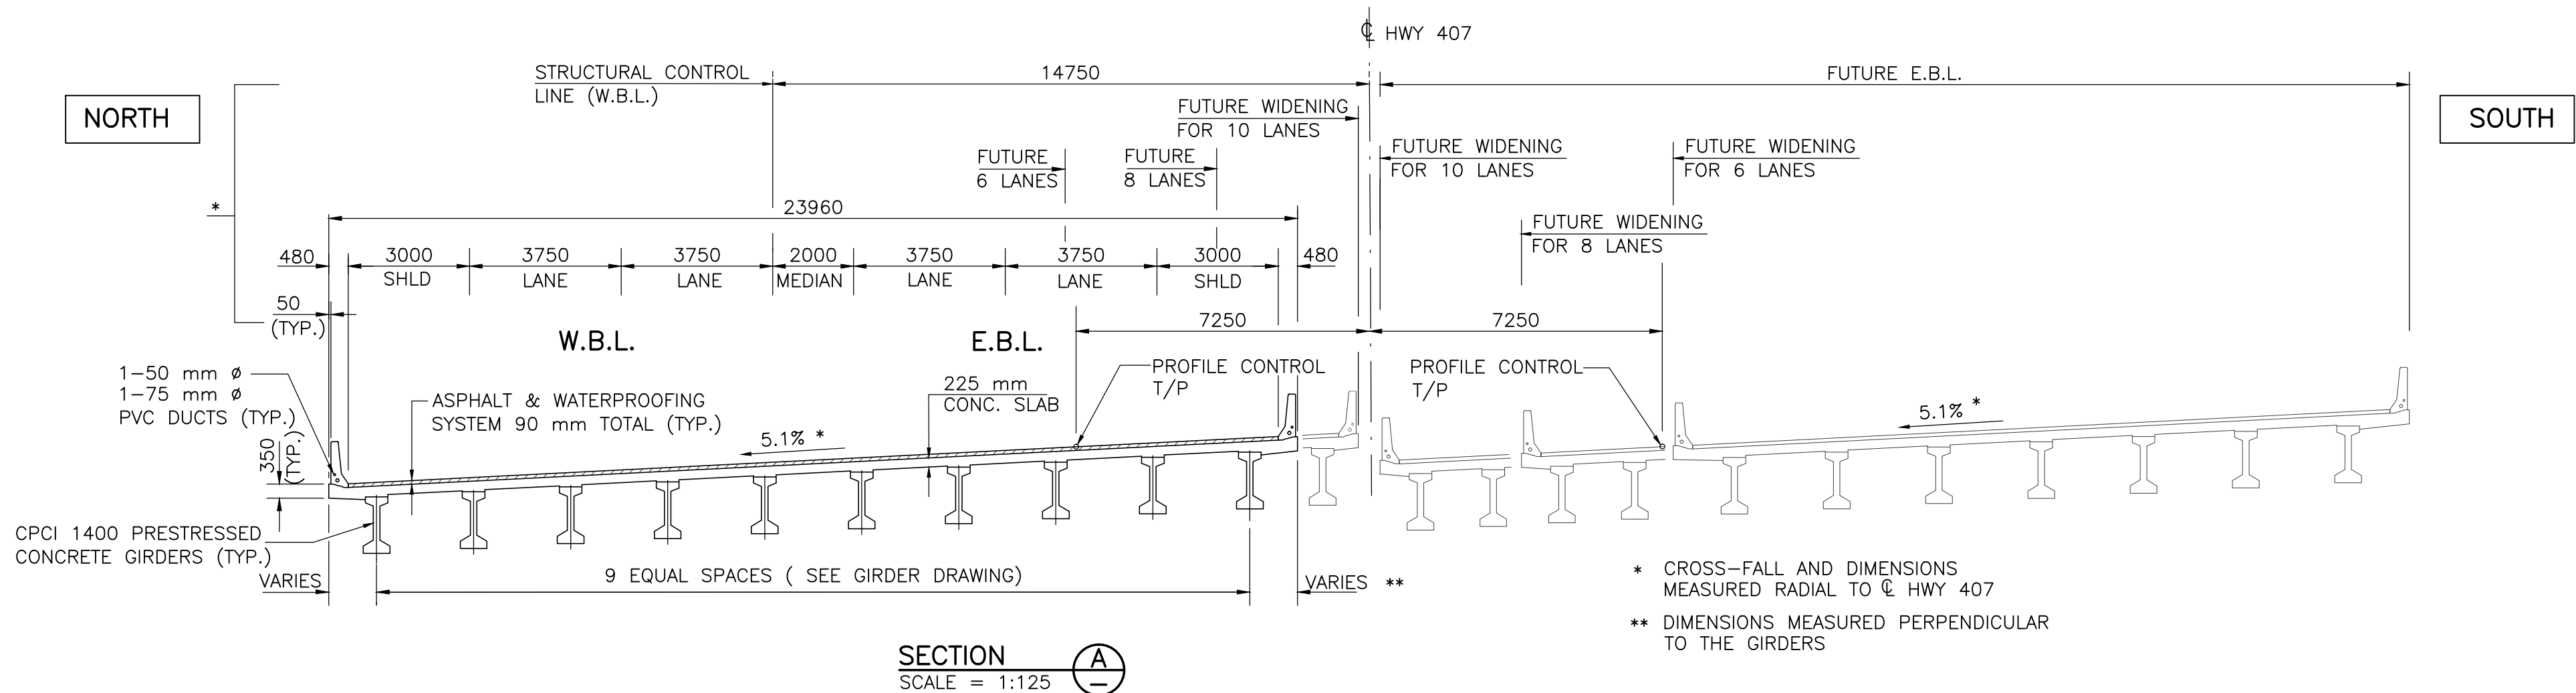 ℄ HWY 407
STRUCTURAL CONTROL
LINE (W.B.L.)
14750
FUTURE E.B.L.
NORTH
SOUTH
FUTURE WIDENING
FOR 10 LANES
FUTURE
6 LANES
FUTURE
8 LANES
FUTURE WIDENING
FOR 10 LANES
FUTURE WIDENING
FOR 6 LANES
*
23960
FUTURE WIDENING
FOR 8 LANES
480
3000
SHLD
3750
LANE
3750
LANE
2000
MEDIAN
3750
LANE
3750
LANE
3000
SHLD
480
50
(TYP.)
7250
7250
W.B.L.
E.B.L.
1-50 mm ø
1-75 mm ø
PVC DUCTS (TYP.)
ASPHALT & WATERPROOFING
SYSTEM 90 mm TOTAL (TYP.)
225 mm
CONC. SLAB
PROFILE CONTROL
T/P
PROFILE CONTROL
T/P
5.1% *
5.1% *
350
(TYP.)
CPCI 1400 PRESTRESSED
CONCRETE GIRDERS (TYP.)
VARIES
9 EQUAL SPACES ( SEE GIRDER DRAWING)
VARIES **
* CROSS-FALL AND DIMENSIONS
MEASURED RADIAL TO ℄ HWY 407
** DIMENSIONS MEASURED PERPENDICULAR
TO THE GIRDERS
SECTION
SCALE = 1:125
A
–